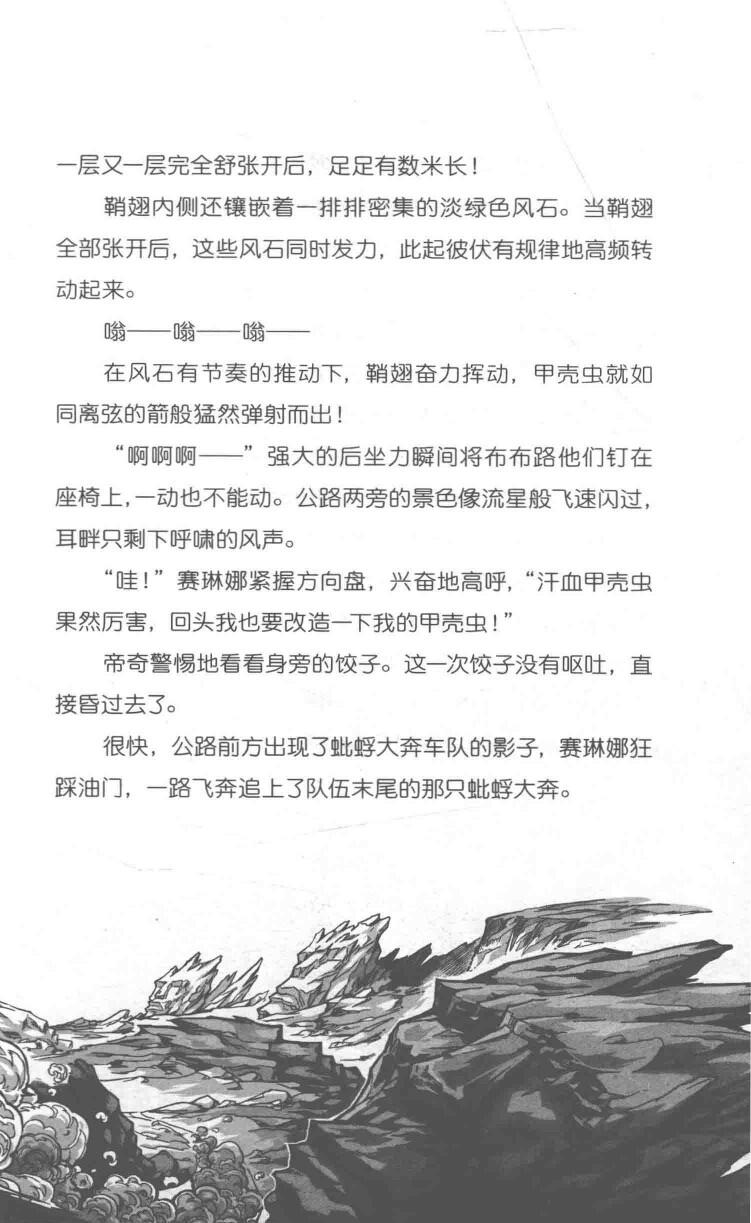 一层又一层完全舒张开后，足足有数米长！
鞘翅内侧还镶嵌着一排排密集的淡绿色风石。当鞘翅
全部张开后，这些风石同时发力，此起彼伏有规律地高频转
动起来。
嗡——嗡——嗡——
在风石有节奏的推动下，鞘翅奋力挥动，甲壳虫就如
同离弦的箭般猛然弹射而出！
“啊啊啊——”强大的后坐力瞬间将布布路他们钉在
座椅上，一动也不能动。公路两旁的景色像流星般飞速闪过，
耳畔只剩下呼啸的风声。
“哇！”赛琳娜紧握方向盘，兴奋地高呼，“汗血甲壳虫
果然厉害，回头我也要改造一下我的甲壳虫！”
帝奇警惕地看看身旁的饺子。这一次饺子没有呕吐，直
接昏过去了。
很快，公路前方出现了蚍蜉大奔车队的影子，赛琳娜狂
踩油门，一路飞奔追上了队伍末尾的那只蚍蜉大奔。